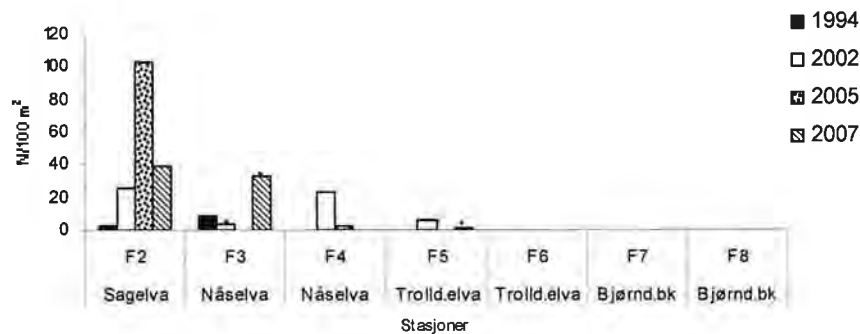 120
100
80
60
40
20
0
N/100 m²
F2 F3 F4 F5 F6 F7 F8
Sagelva Nåselva Nåselva Trolld.elva Trolld.elva Bjørnd.bk Bjørnd.bk
Stasjoner
1994
2002
2005
2007